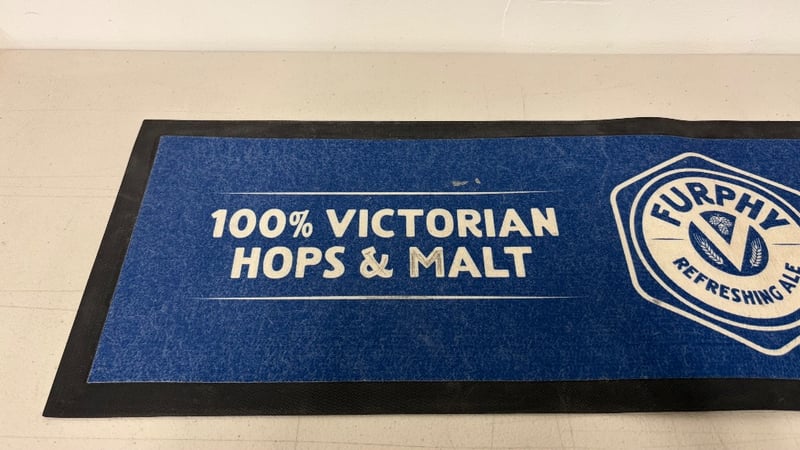 100% VICTORIAN
HOPS & MALT
FURPHY
REFRESHING ALE